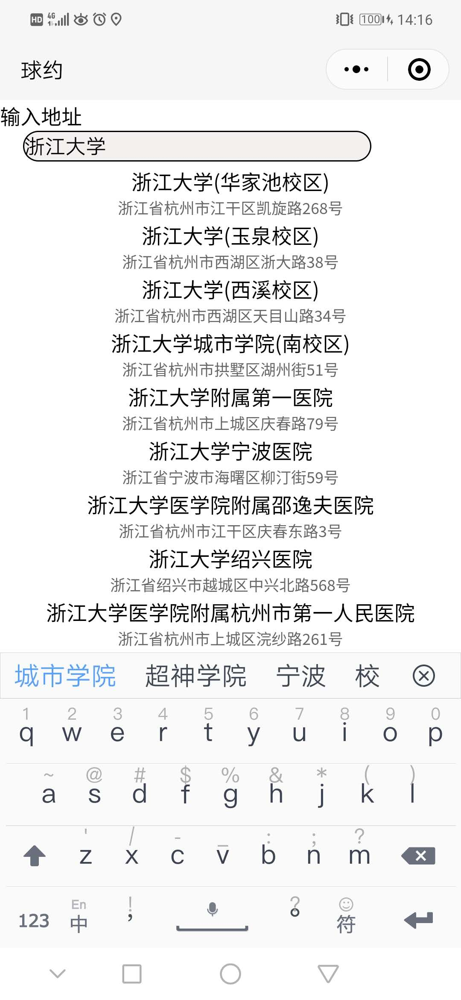 HD 4G 100 14:16
球约
输入地址
浙江大学
浙江大学(华家池校区)
浙江省杭州市江干区凯旋路268号
浙江大学(玉泉校区)
浙江省杭州市西湖区浙大路38号
浙江大学(西溪校区)
浙江省杭州市西湖区天目山路34号
浙江大学城市学院(南校区)
浙江省杭州市拱墅区湖州街51号
浙江大学附属第一医院
浙江省杭州市上城区庆春路79号
浙江大学宁波医院
浙江省宁波市海曙区柳汀街59号
浙江大学医学院附属邵逸夫医院
浙江省杭州市江干区庆春东路3号
浙江大学绍兴医院
浙江省绍兴市越城区中兴北路568号
浙江大学医学院附属杭州市第一人民医院
浙江省杭州市上城区浣纱路261号
城市学院 超神学院 宁波 校
1 2 3 4 5 6 7 8 9 0
q w e r t y u i o p
~ @ # $ % & * ( )
a s d f g h j k l
' / - _ : ; ?
z x c v b n m
En ! ?
123 中 , 。 符